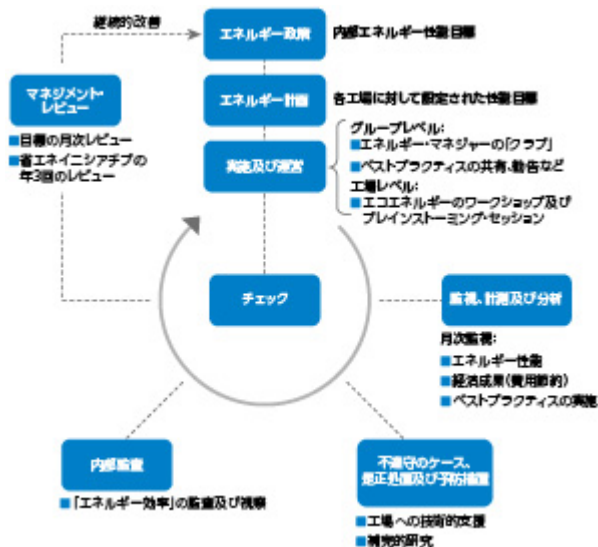 継続的改善
エネルギー政策
内部エネルギー性能目標
マネジメント・
レビュー
エネルギー計画
各工場に対して設定された性能目標
■目標の月次レビュー
■省エネイニシアチブの
年3回のレビュー
実施及び運営
グループレベル:
■エネルギー・マネジャーの「クラブ」
■ベストプラクティスの共有、勧告など
工場レベル:
■エコエネルギーのワークショップ及び
ブレインストーミング・セッション
チェック
監視、計測及び分析
月次監視:
■エネルギー性能
■経済成果(費用節約)
■ベストプラクティスの実施
内部監査
■「エネルギー効率」の監査及び視察
不遵守のケース、
是正処置及び予防措置
■工場への技術的支援
■補完的研究